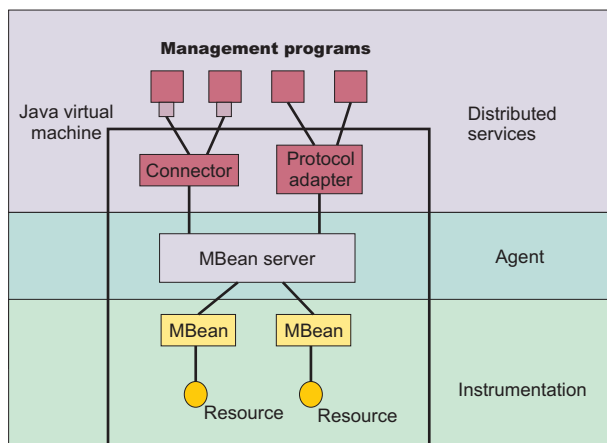 Management programs
Java virtual
machine
Distributed
services
Connector
Protocol
adapter
MBean server
Agent
MBean
MBean
Resource
Resource
Instrumentation